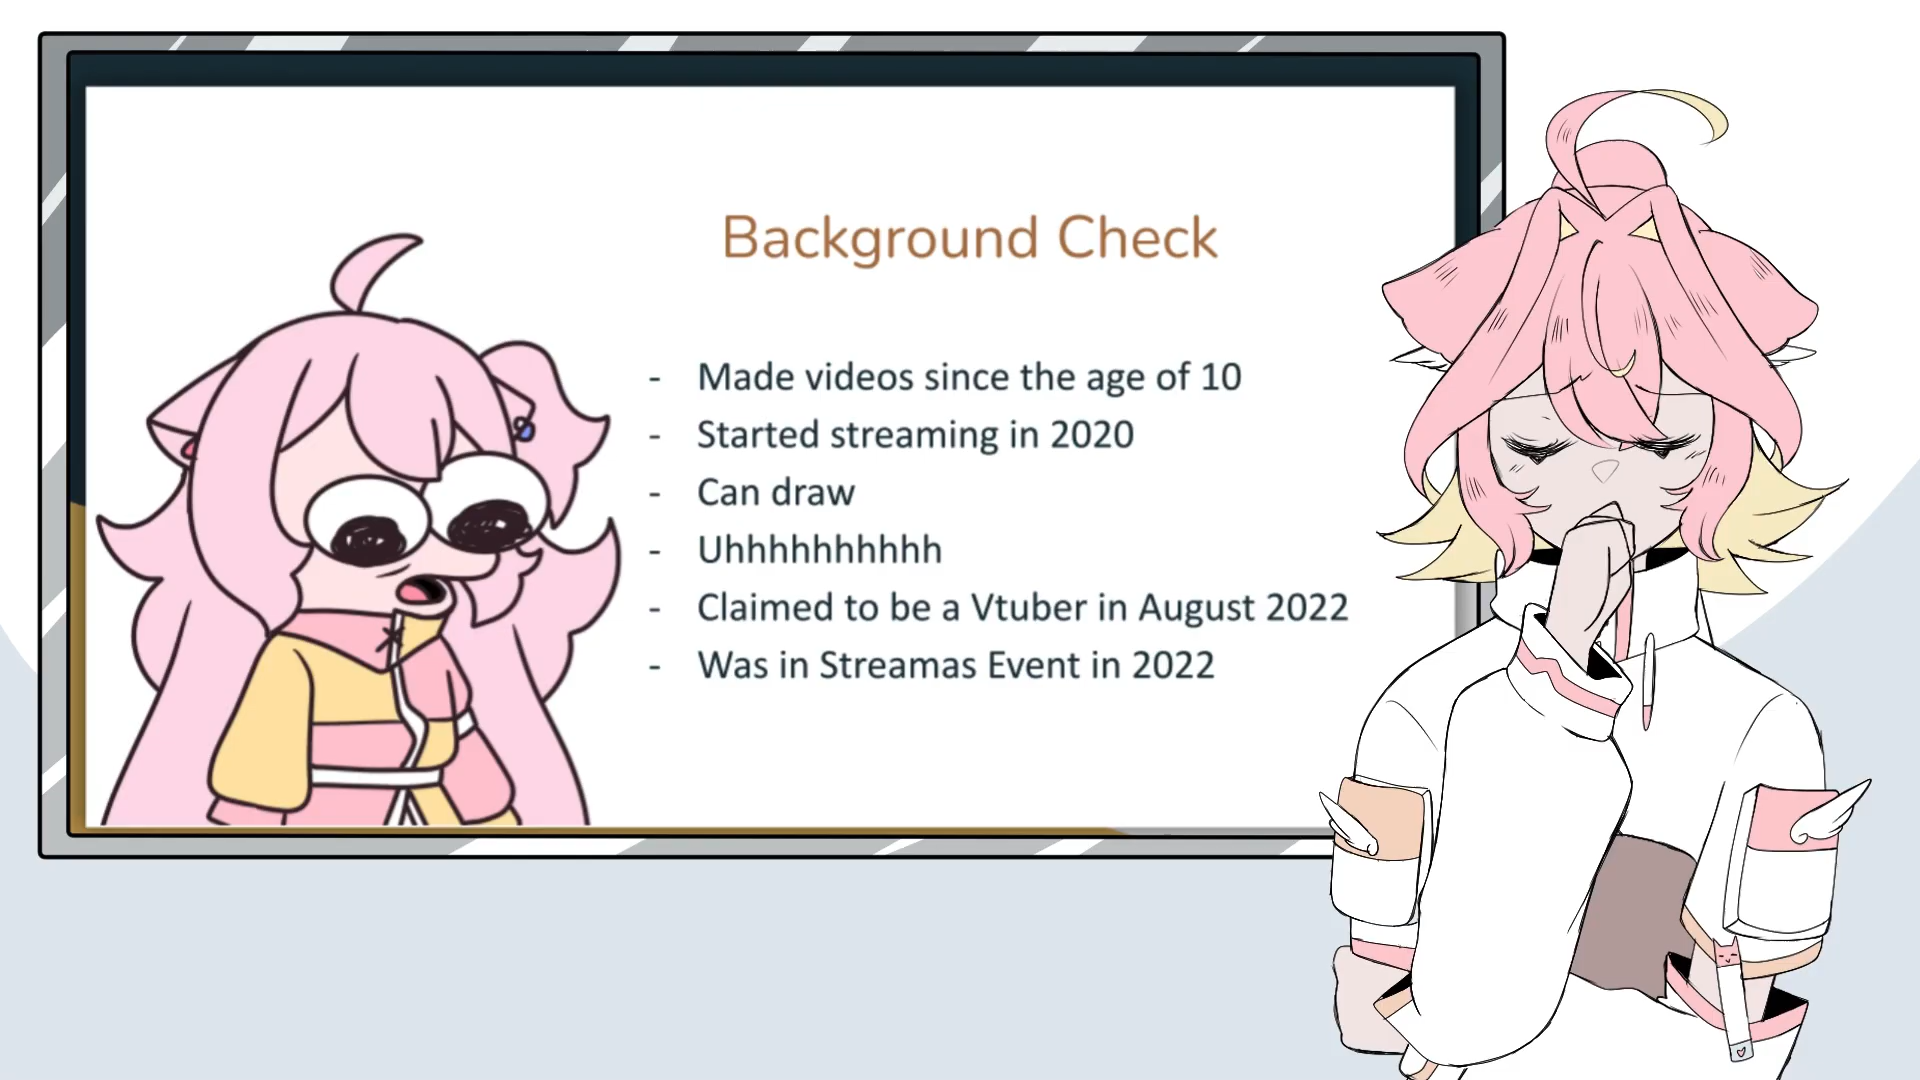 Background Check
- Made videos since the age of 10
- Started streaming in 2020
- Can draw
- Uhhhhhhhhhh
- Claimed to be a Vtuber in August 2022
- Was in Streamas Event in 2022